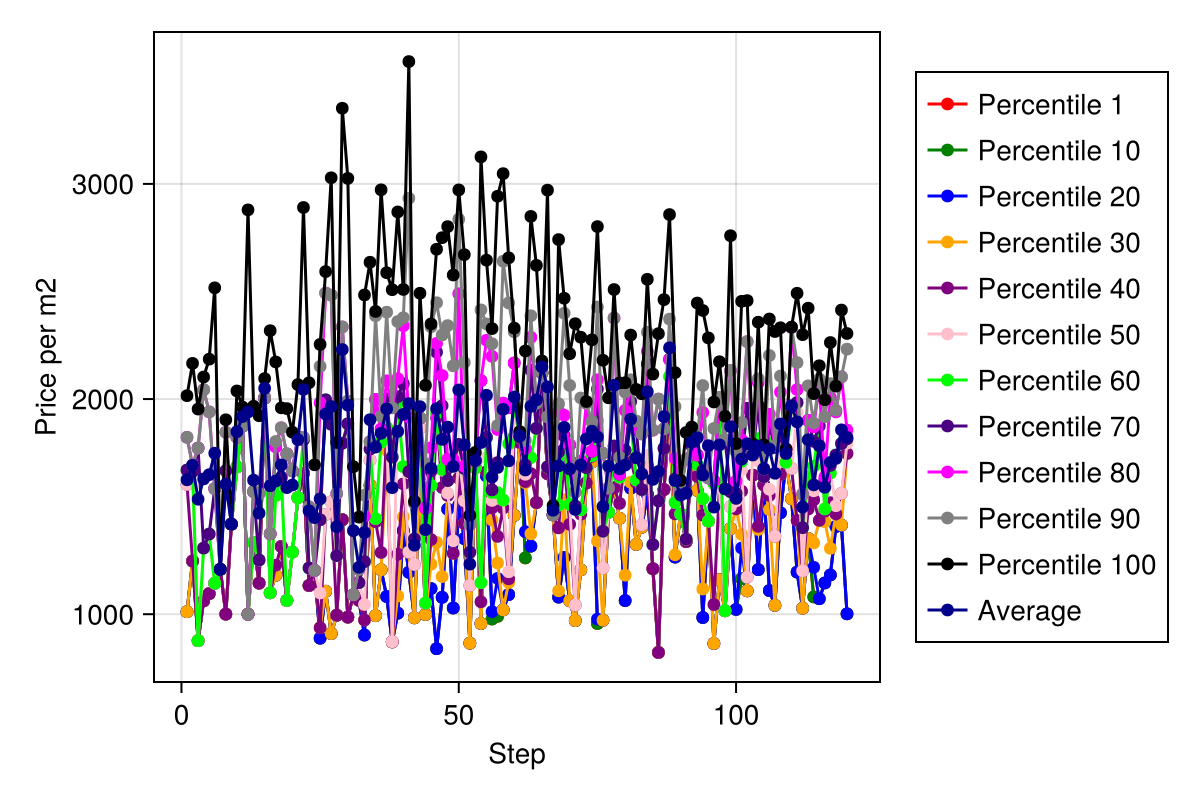 Price per m2
3000
2000
1000
0
50
100
Step
Percentile 1
Percentile 10
Percentile 20
Percentile 30
Percentile 40
Percentile 50
Percentile 60
Percentile 70
Percentile 80
Percentile 90
Percentile 100
Average